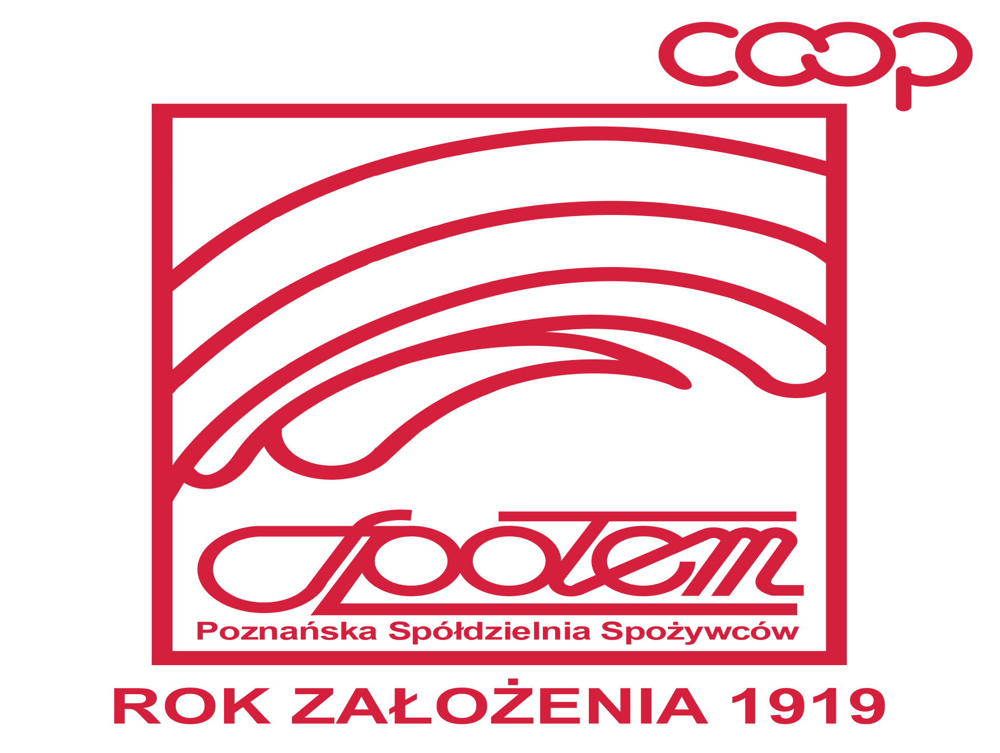 coop
społem
Poznańska Spółdzielnia Spożywców
ROK ZAŁOŻENIA 1919